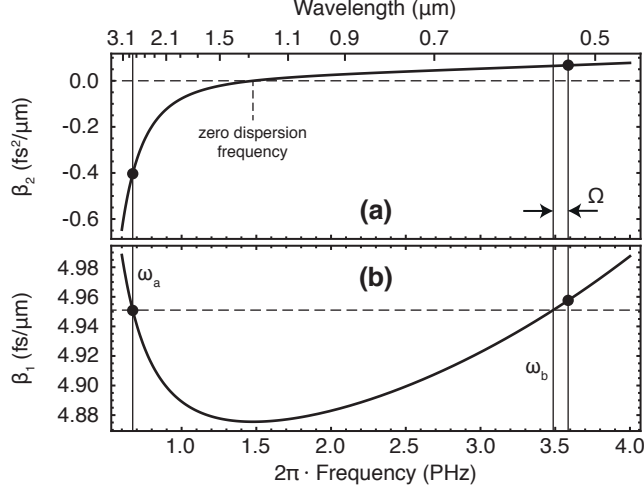 Wavelength (μm)
3.1 2.1 1.5 1.1 0.9 0.7 0.5
0.0
-0.2
-0.4
-0.6
β₂ (fs²/μm)
zero dispersion
frequency
(a)
Ω
4.98
4.96
4.94
4.92
4.90
4.88
β₁ (fs/μm)
ωₐ
(b)
ω_b
1.0 1.5 2.0 2.5 3.0 3.5 4.0
2π · Frequency (PHz)